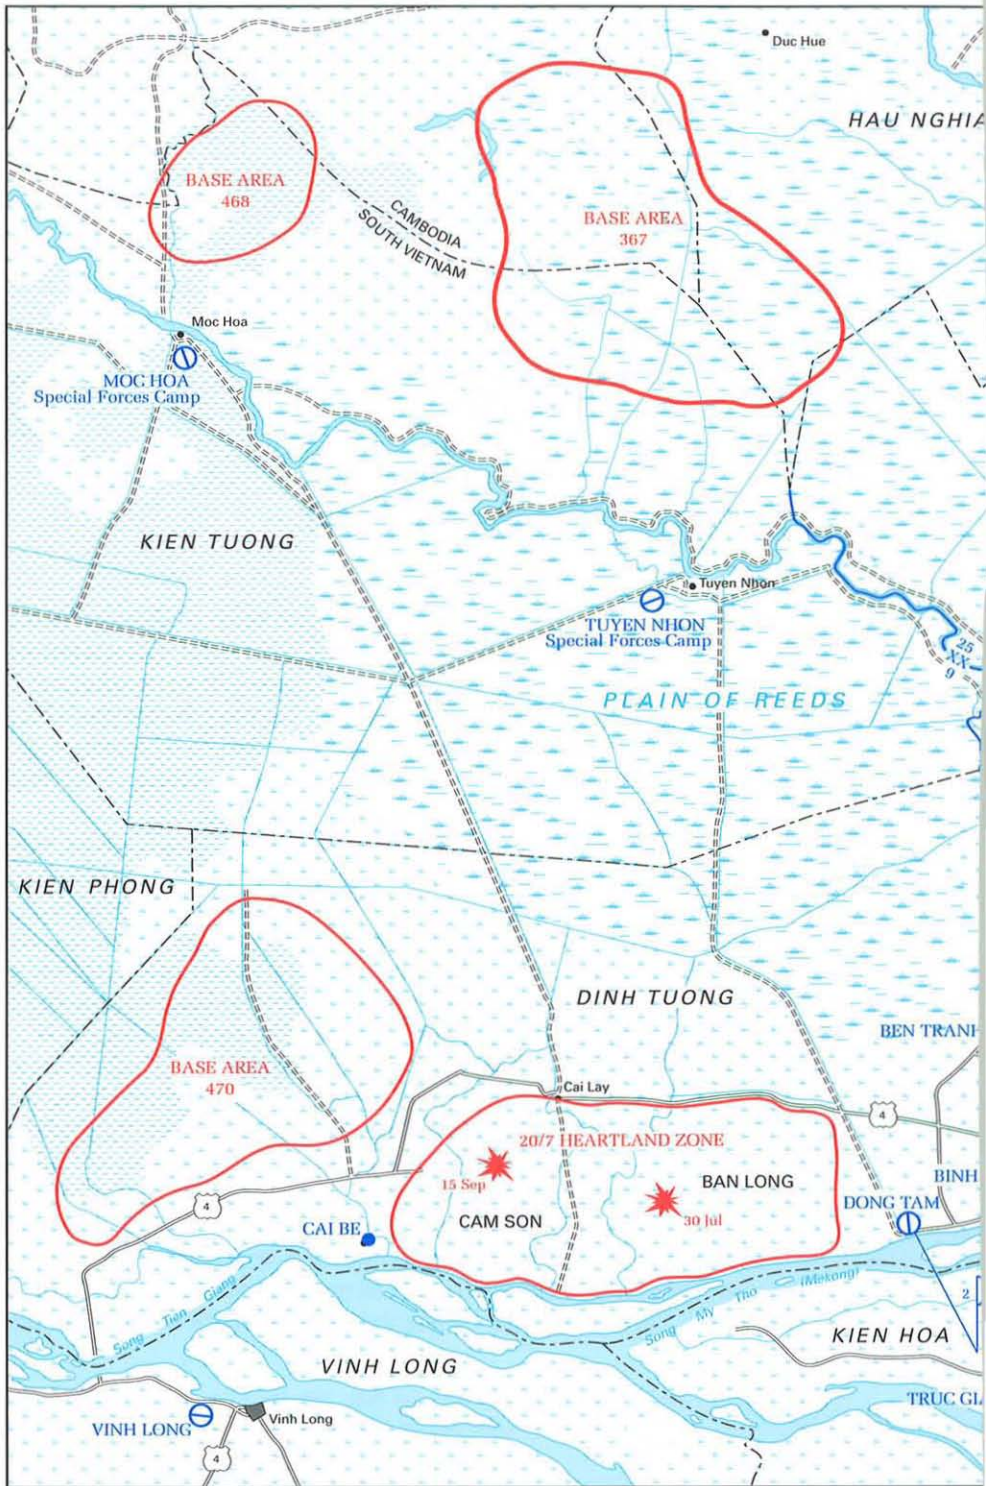 Duc Hue
HAU NGHIA
BASE AREA
468
BASE AREA
367
CAMBODIA
SOUTH VIETNAM
Moc Hoa
MOC HOA
Special Forces Camp
KIEN TUONG
Tuyen Nhon
TUYEN NHON
Special Forces Camp
25
XX
9
PLAIN OF REEDS
KIEN PHONG
DINH TUONG
BEN TRANH
BASE AREA
470
Cai Lay
4
20/7 HEARTLAND ZONE
15 Sep
BAN LONG
BINH
30 Jul
DONG TAM
4
CAM SON
CAI BE
Song Tien Giang
Song My Tho (Mekong)
2
KIEN HOA
VINH LONG
TRUC GI
VINH LONG
Vinh Long
4